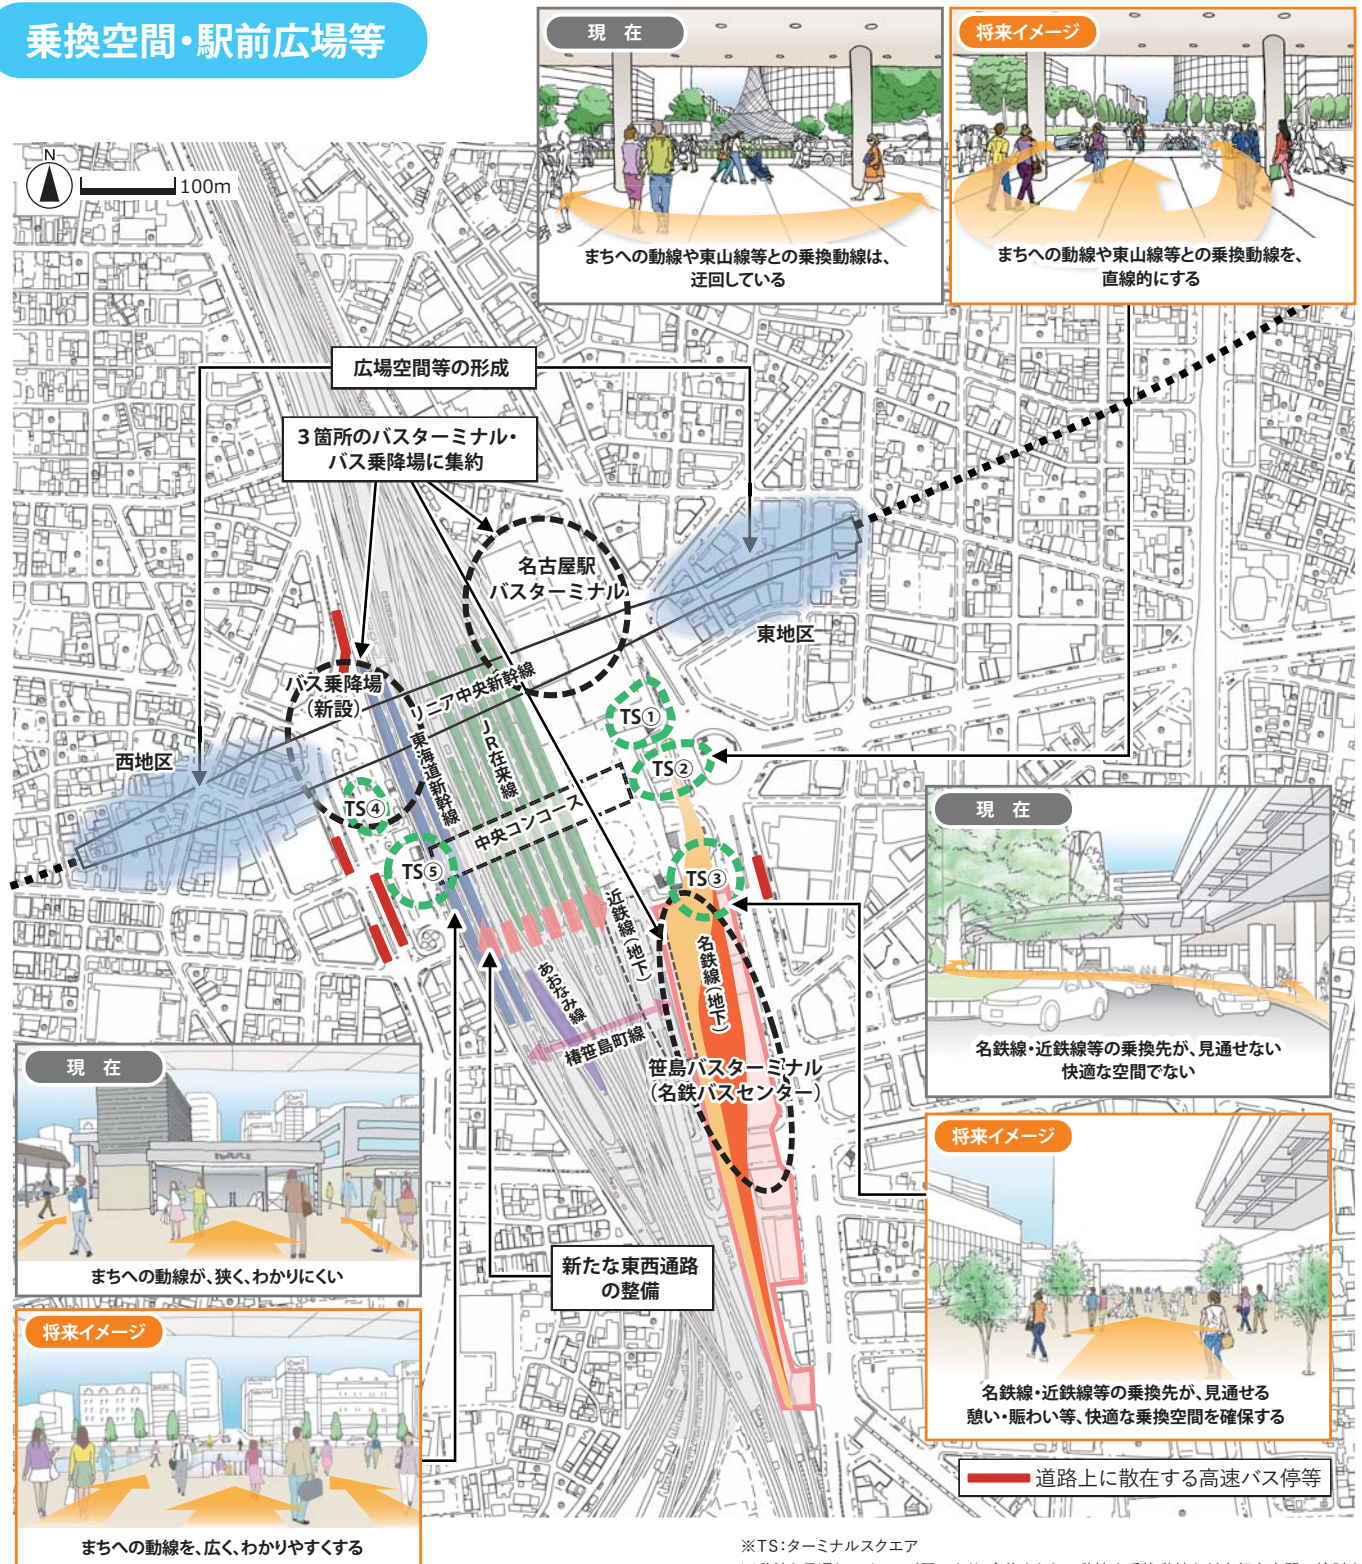 乗換空間・駅前広場等
現 在
まちへの動線や東山線等との乗換動線は、
迂回している
将来イメージ
まちへの動線や東山線等との乗換動線を、
直線的にする
N
100m
広場空間等の形成
3箇所のバスターミナル・
バス乗降場に集約
名古屋駅
バスターミナル
東地区
バス乗降場
(新設)
リニア中央新幹線
西地区
東海道新幹線
JR在来線
中央コンコース
TS①
TS②
TS③
TS④
TS⑤
近鉄線(地下)
名鉄線(地下)
あおなみ線
椿笹島町線
笹島バスターミナル
(名鉄バスセンター)
新たな東西通路
の整備
現 在
名鉄線・近鉄線等の乗換先が、見通せない
快適な空間でない
将来イメージ
名鉄線・近鉄線等の乗換先が、見通せる
憩い・賑わい等、快適な乗換空間を確保する
現 在
まちへの動線が、狭く、わかりにくい
将来イメージ
まちへの動線を、広く、わかりやすくする
道路上に散在する高速バス停等
※TS:ターミナルスクエア